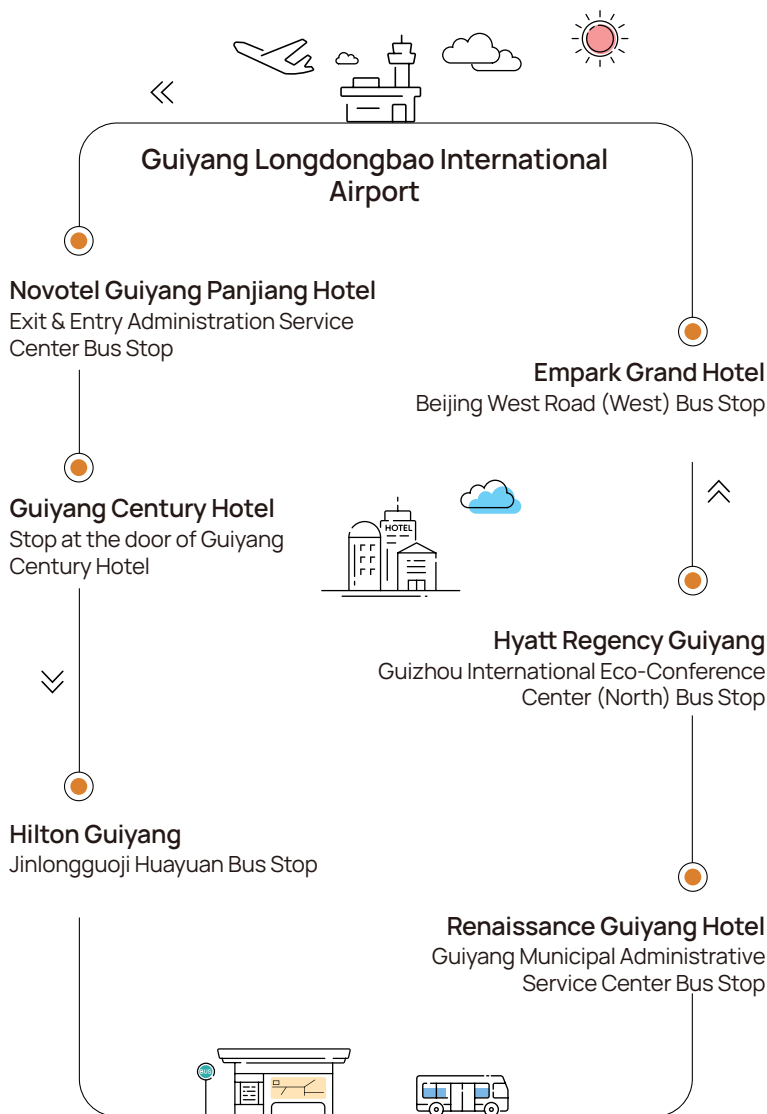 Guiyang Longdongbao International
Airport
Novotel Guiyang Panjiang Hotel
Exit & Entry Administration Service
Center Bus Stop
Empark Grand Hotel
Beijing West Road (West) Bus Stop
Guiyang Century Hotel
Stop at the door of Guiyang
Century Hotel
HOTEL
Hyatt Regency Guiyang
Guizhou International Eco-Conference
Center (North) Bus Stop
Hilton Guiyang
Jinlongguoji Huayuan Bus Stop
Renaissance Guiyang Hotel
Guiyang Municipal Administrative
Service Center Bus Stop
BUS